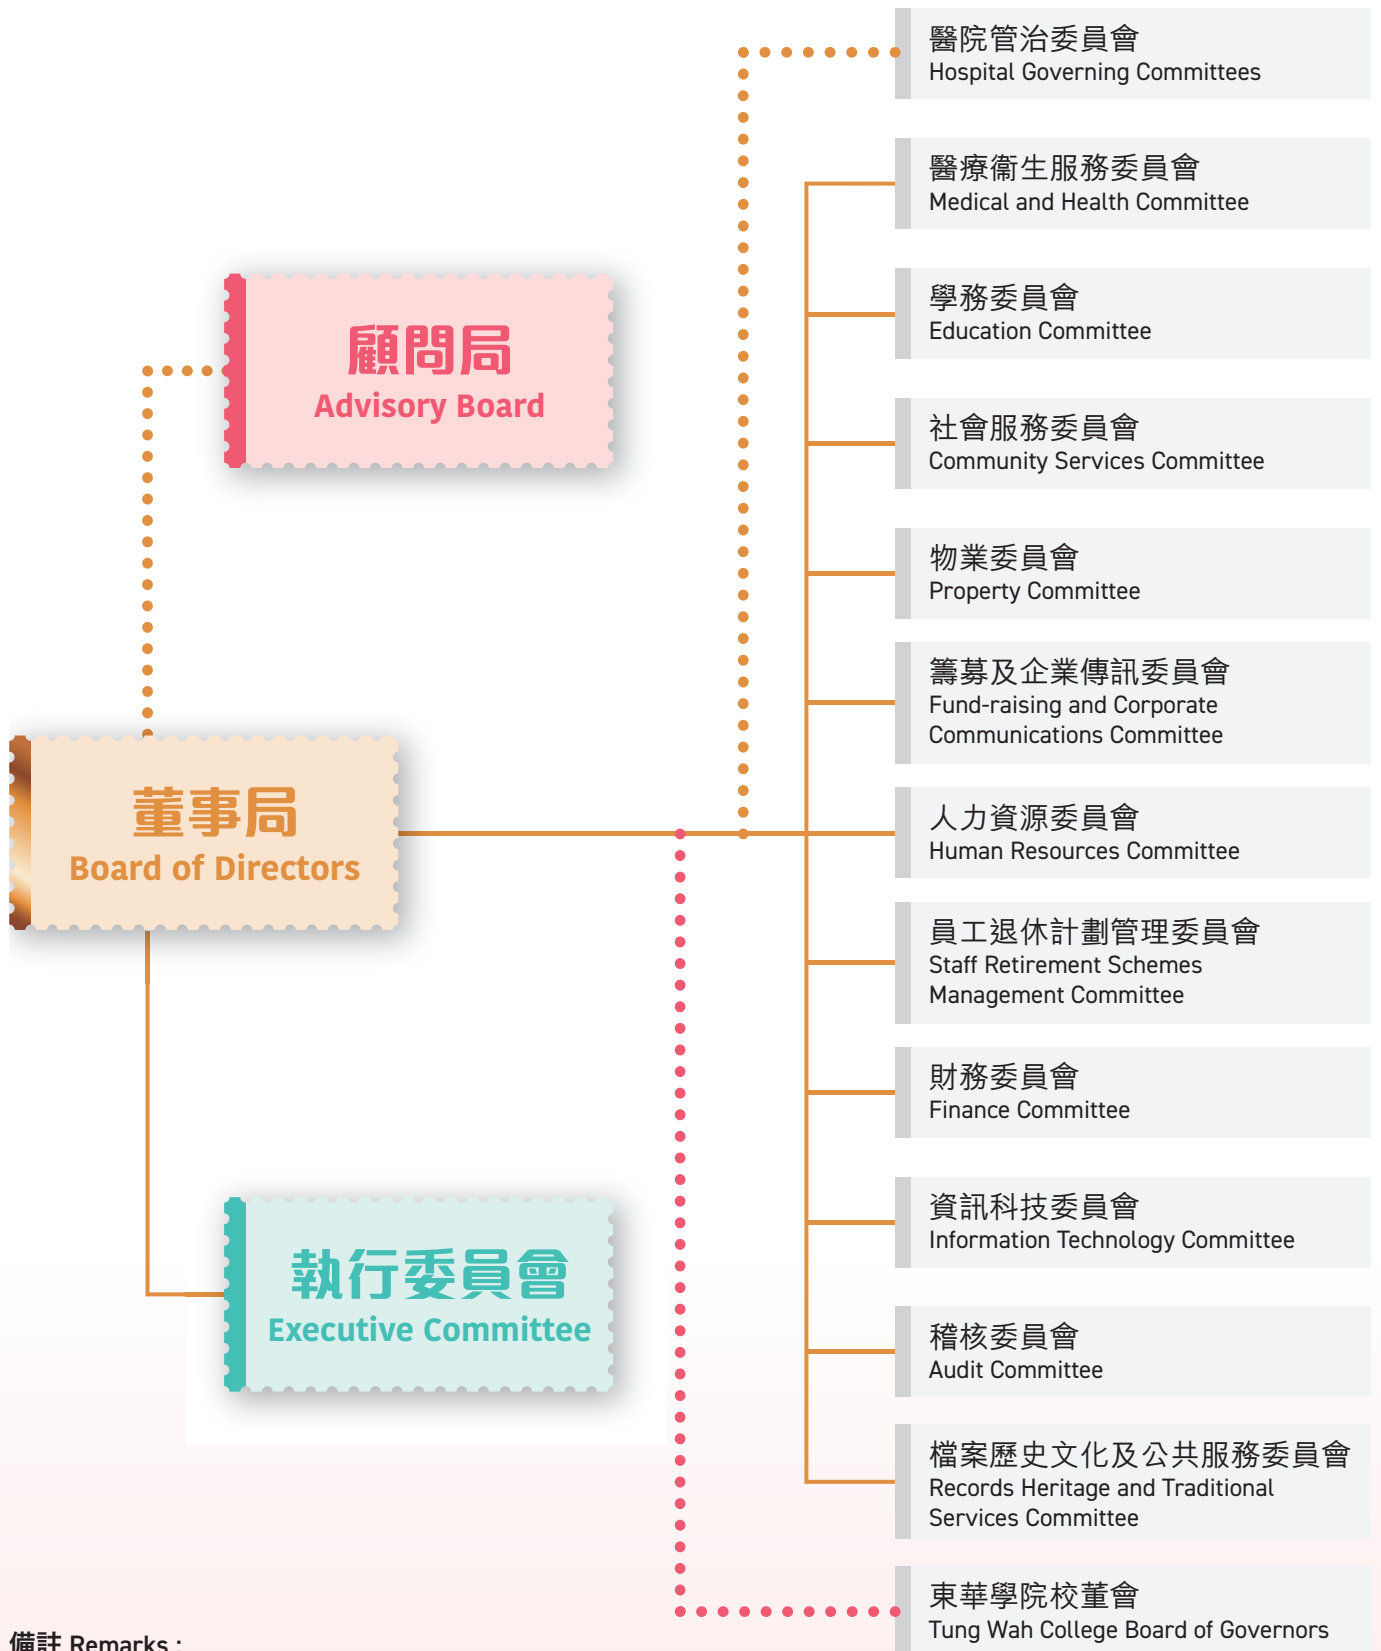 顧問局
Advisory Board
董事局
Board of Directors
執行委員會
Executive Committee
醫院管治委員會
Hospital Governing Committees
醫療衞生服務委員會
Medical and Health Committee
學務委員會
Education Committee
社會服務委員會
Community Services Committee
物業委員會
Property Committee
籌募及企業傳訊委員會
Fund-raising and Corporate
Communications Committee
人力資源委員會
Human Resources Committee
員工退休計劃管理委員會
Staff Retirement Schemes
Management Committee
財務委員會
Finance Committee
資訊科技委員會
Information Technology Committee
稽核委員會
Audit Committee
檔案歷史文化及公共服務委員會
Records Heritage and Traditional
Services Committee
東華學院校董會
Tung Wah College Board of Governors
備註 Remarks :